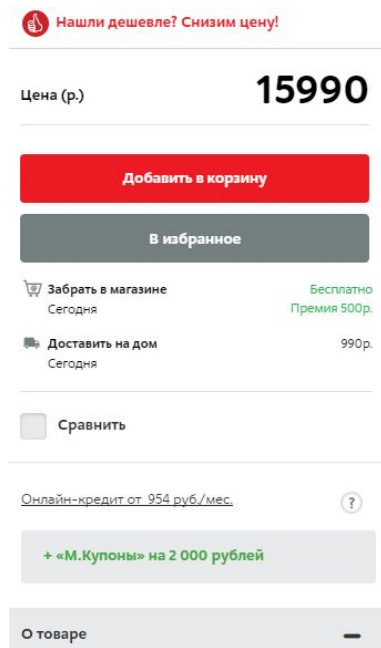 Нашли дешевле? Снизим цену!
Цена (р.) 15990
Добавить в корзину
В избранное
Забрать в магазине Бесплатно
Сегодня Премия 500р.
Доставить на дом 990р.
Сегодня
Сравнить
Онлайн-кредит от 954 руб./мес. ?
+ «М.Купоны» на 2 000 рублей
О товаре